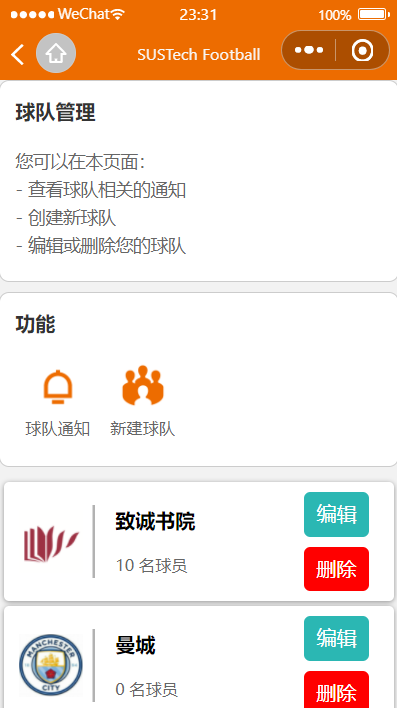 WeChat 23:31 100%
SUSTech Football
球队管理
您可以在本页面：
- 查看球队相关的通知
- 创建新球队
- 编辑或删除您的球队
功能
球队通知 新建球队
致诚书院
编辑
10 名球员
删除
曼城
编辑
MANCHESTER
CITY
0 名球员
删除